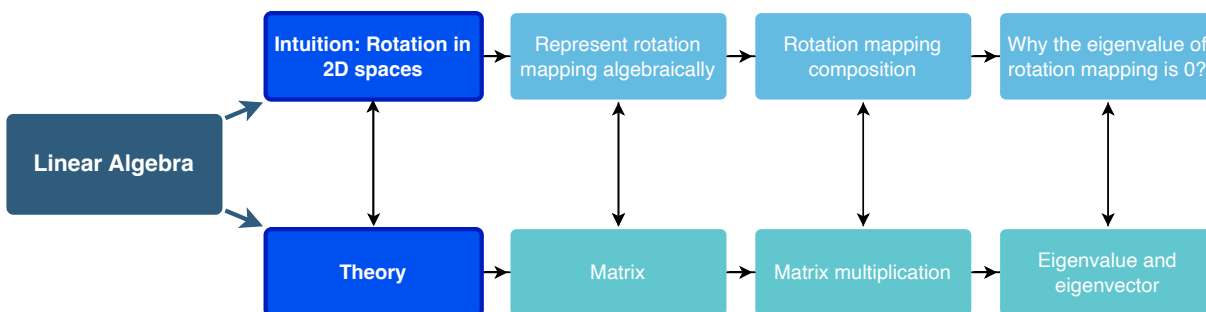 Intuition: Rotation in
2D spaces
Represent rotation
mapping algebraically
Rotation mapping
composition
Why the eigenvalue of
rotation mapping is 0?
Linear Algebra
Theory
Matrix
Matrix multiplication
Eigenvalue and
eigenvector